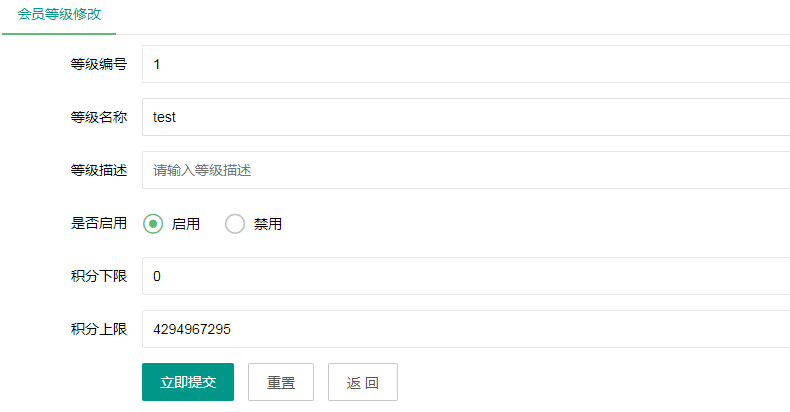 会员等级修改
等级编号 1
等级名称 test
等级描述 请输入等级描述
是否启用 启用 禁用
积分下限 0
积分上限 4294967295
立即提交 重置 返 回